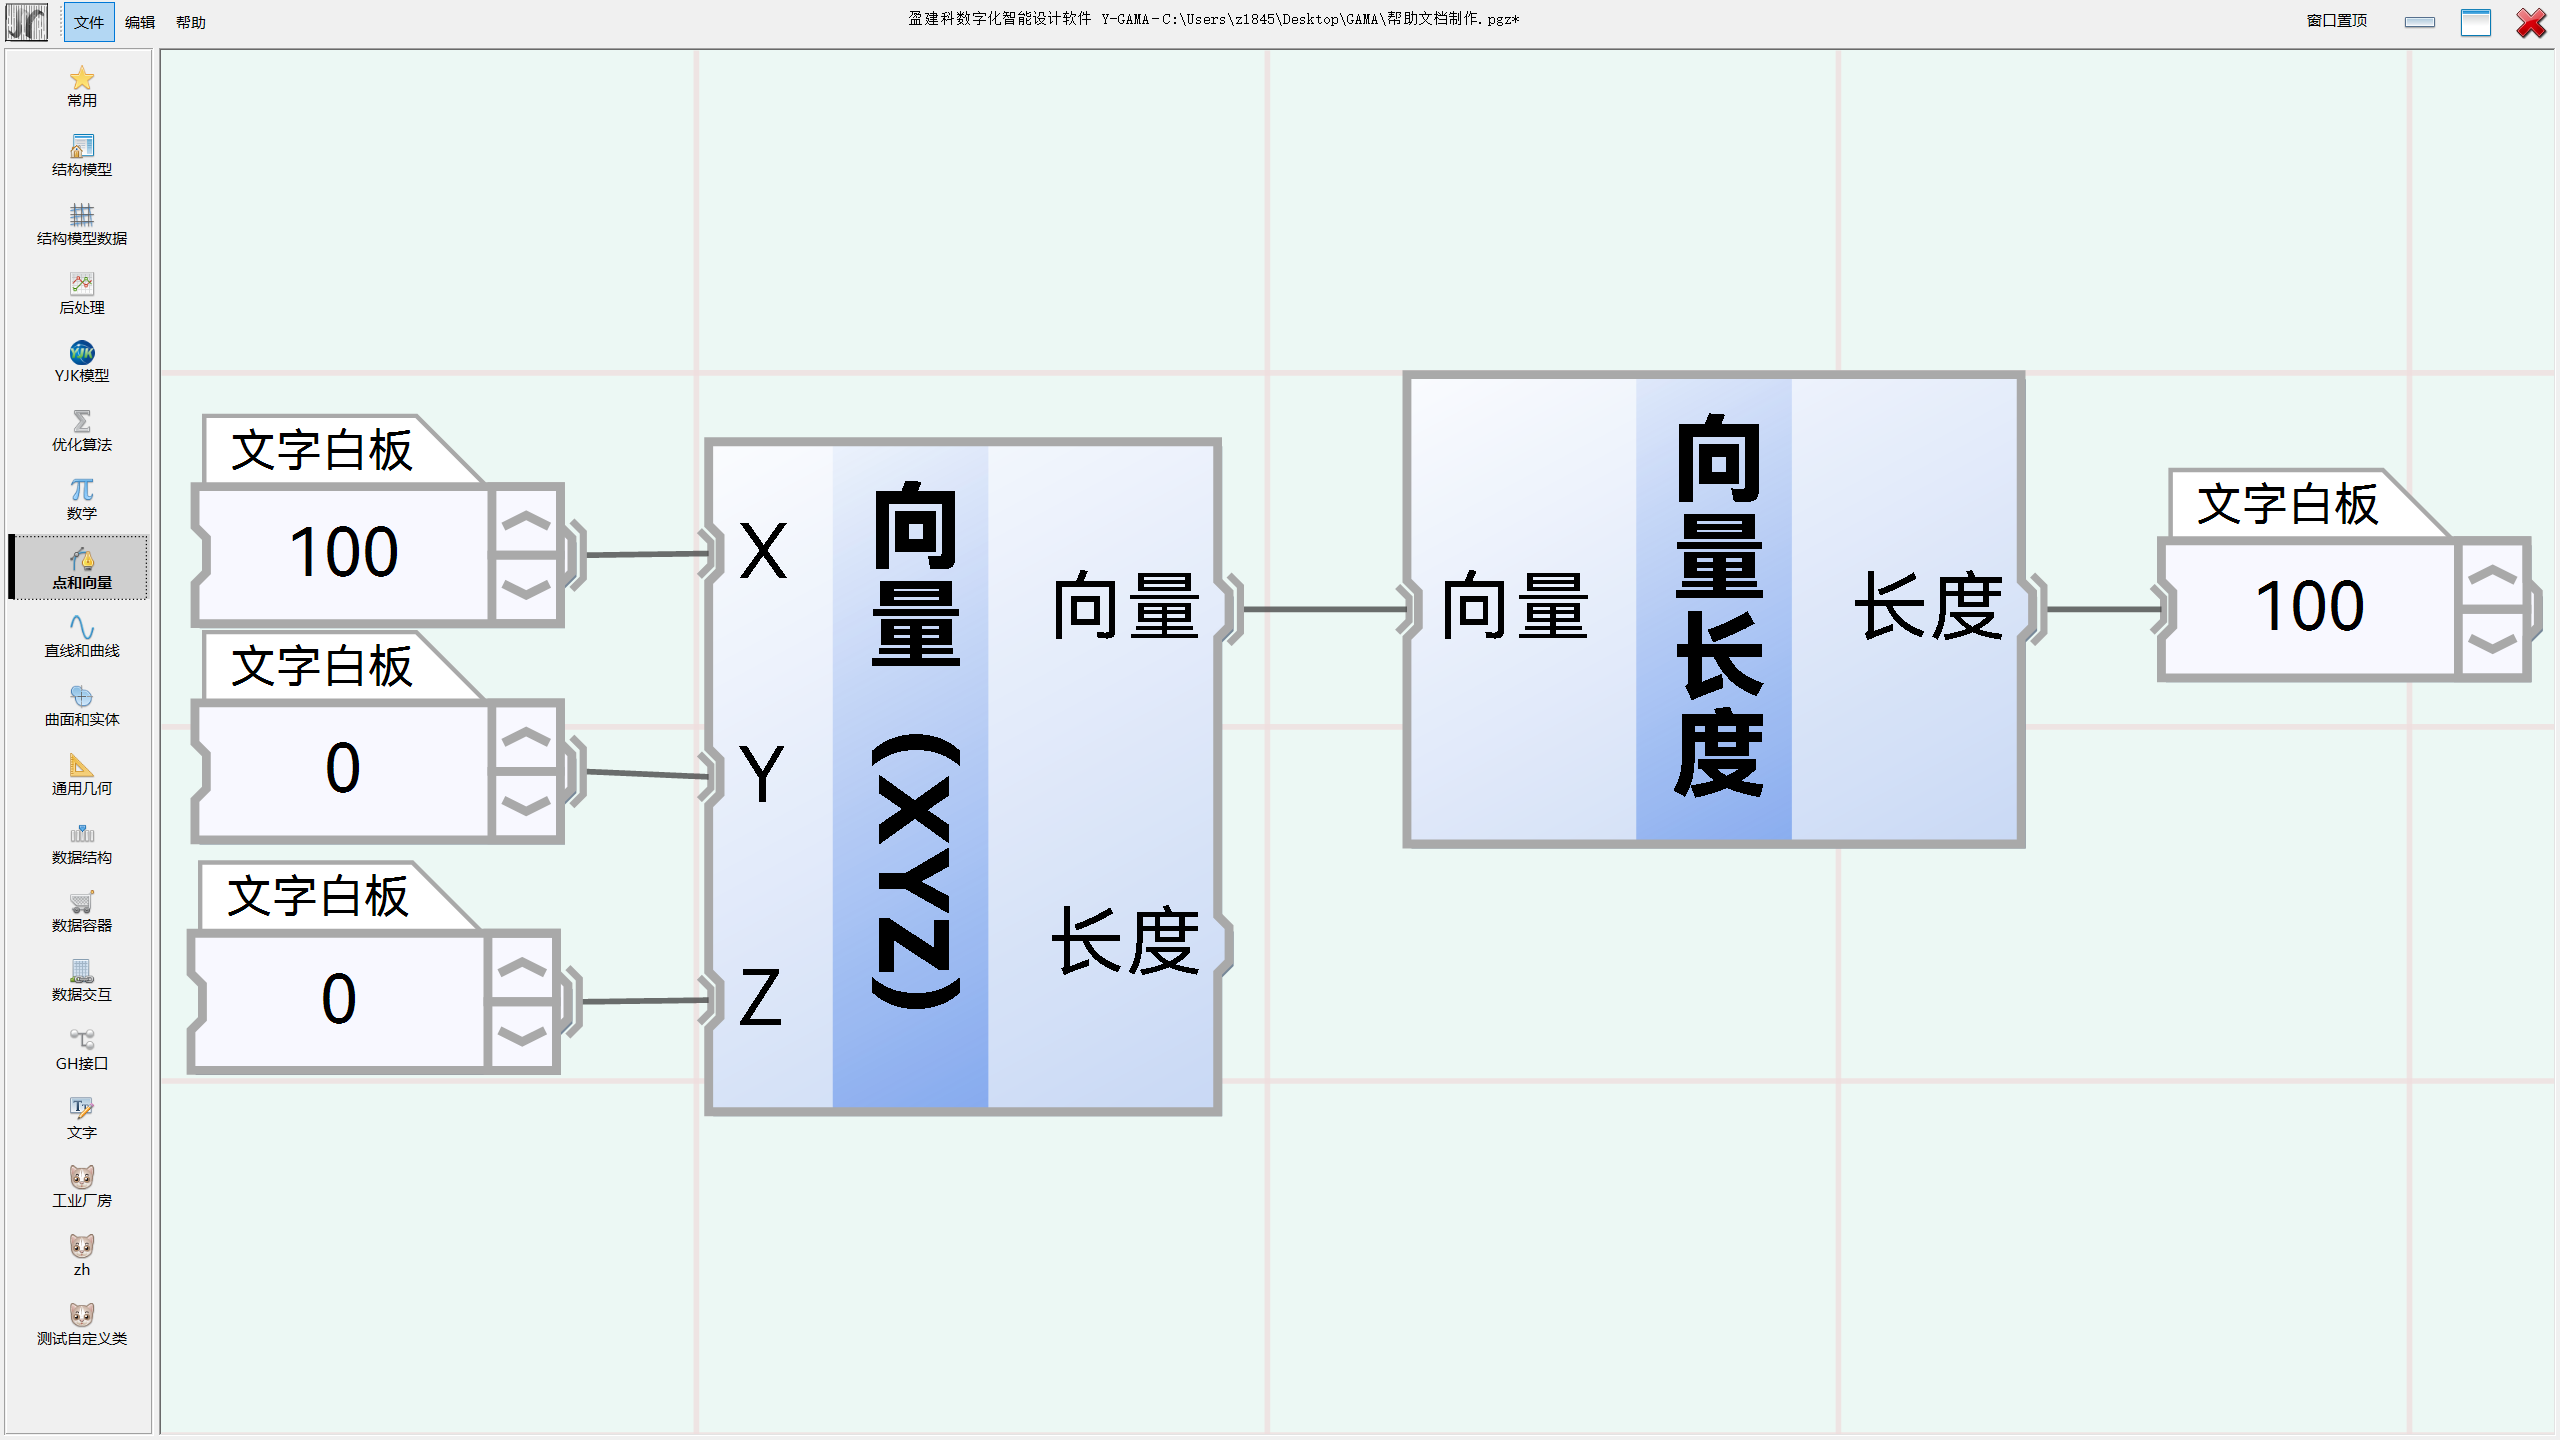 文件 编辑 帮助
盈建科数字化智能设计软件 Y-GAMA-C:\Users\z1845\Desktop\GAMA\帮助文档制作.pgz*
窗口置顶
常用
结构模型
结构模型数据
后处理
YJK
YJK模型
优化算法
数学
点和向量
直线和曲线
曲面和实体
通用几何
数据结构
数据容器
数据交互
GH接口
文字
工业厂房
zh
测试自定义类
文字白板
100
文字白板
0
文字白板
0
X
Y
Z
向量 (XYZ)
向量
长度
向量
向量长度
长度
文字白板
100